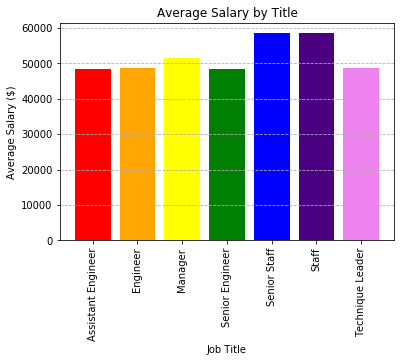 Average Salary by Title
Average Salary ($)
60000
50000
40000
30000
20000
10000
0
Assistant Engineer
Engineer
Manager
Senior Engineer
Senior Staff
Staff
Technique Leader
Job Title